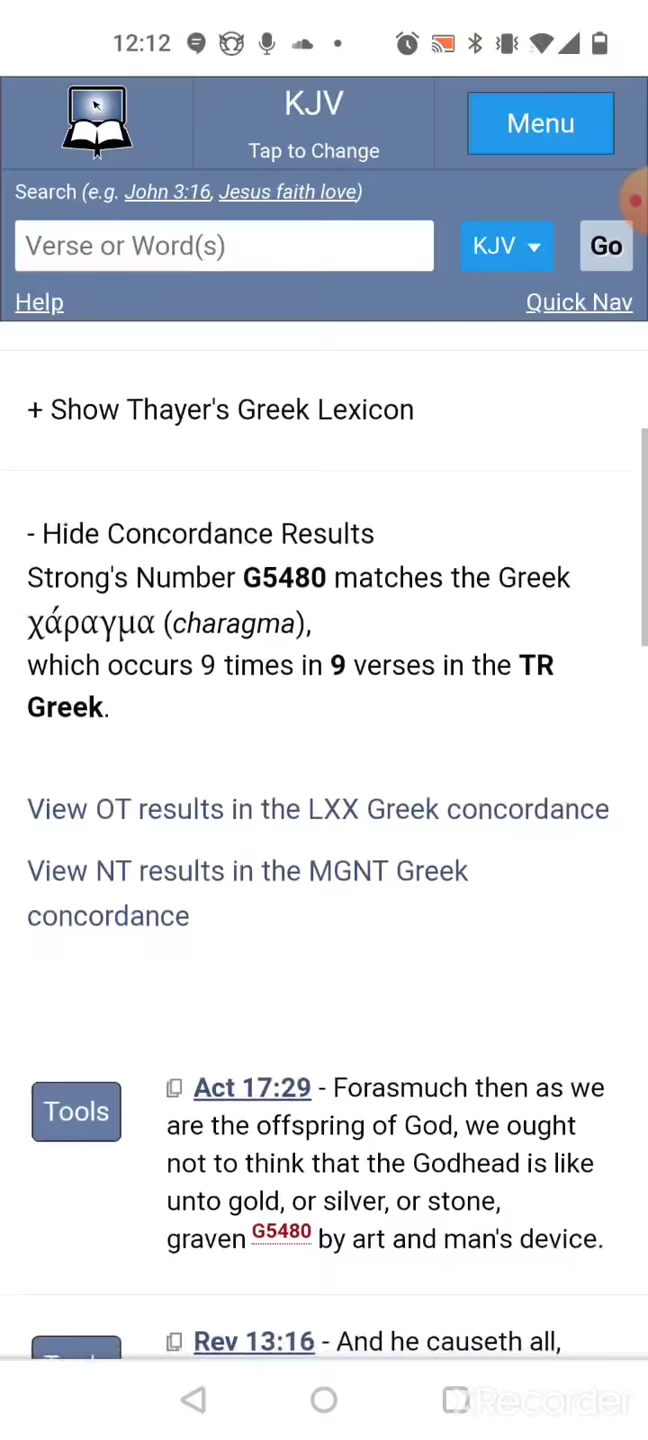 12:12
KJV
Tap to Change
Menu
Search (e.g. John 3:16, Jesus faith love)
Verse or Word(s)
KJV
Go
Help
Quick Nav
+ Show Thayer's Greek Lexicon
- Hide Concordance Results
Strong's Number G5480 matches the Greek
χάραγμα (charagma),
which occurs 9 times in 9 verses in the TR
Greek.
View OT results in the LXX Greek concordance
View NT results in the MGNT Greek
concordance
Tools
Act 17:29 - Forasmuch then as we
are the offspring of God, we ought
not to think that the Godhead is like
unto gold, or silver, or stone,
graven G5480 by art and man's device.
Rev 13:16 - And he causeth all,
Recorder